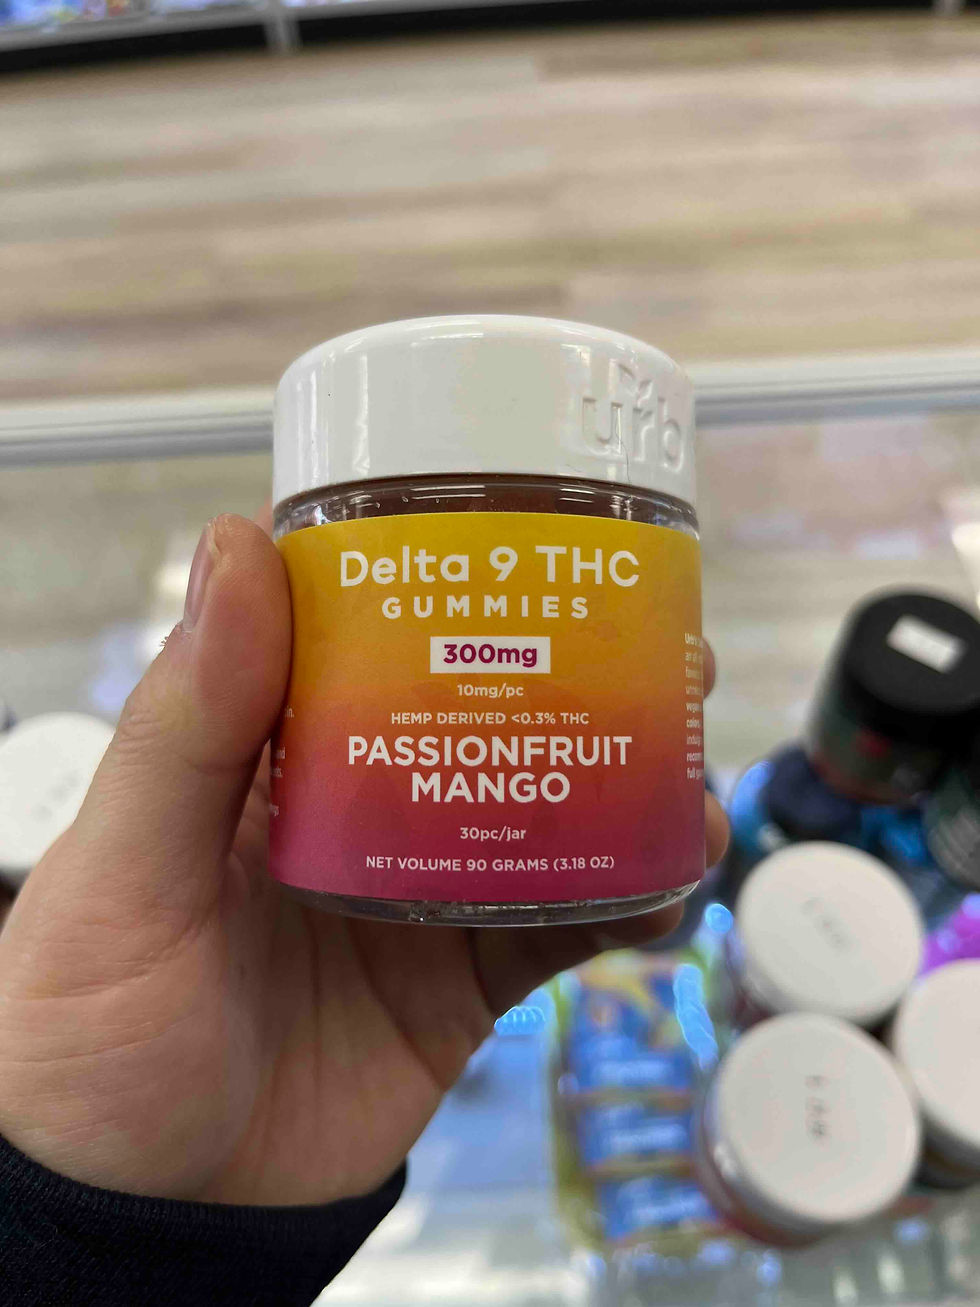 urb
Delta 9 THC
GUMMIES
300mg
10mg/pc
HEMP DERIVED <0.3% THC
PASSIONFRUIT
MANGO
30pc/jar
NET VOLUME 90 GRAMS (3.18 OZ)